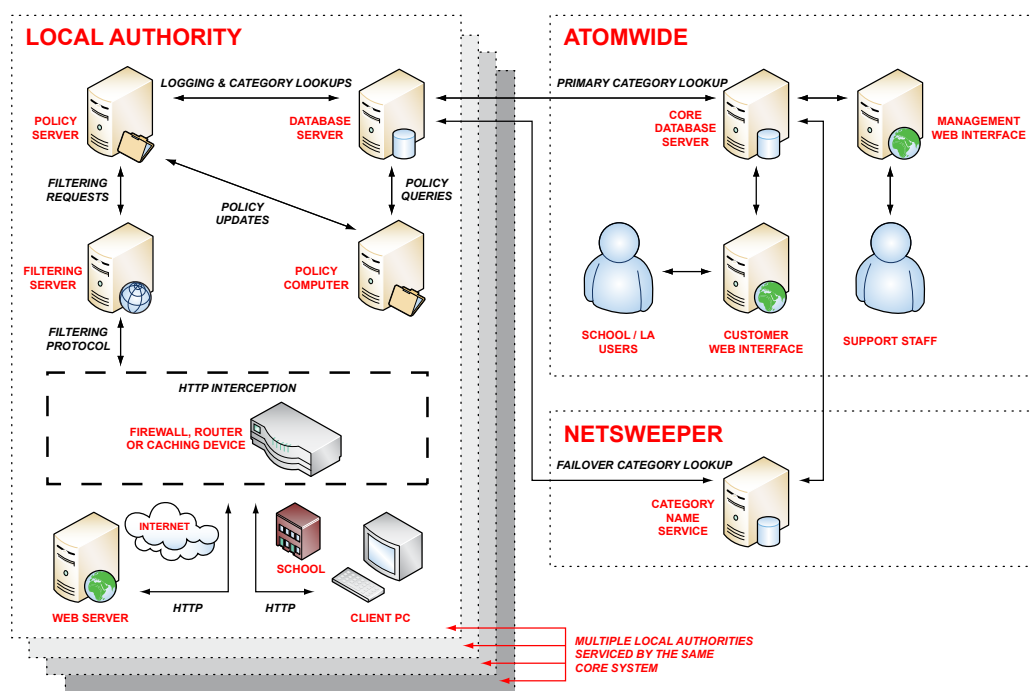 LOCAL AUTHORITY
LOGGING & CATEGORY LOOKUPS
POLICY
SERVER
DATABASE
SERVER
FILTERING
REQUESTS
POLICY
UPDATES
POLICY
QUERIES
FILTERING
SERVER
POLICY
COMPUTER
FILTERING
PROTOCOL
HTTP INTERCEPTION
FIREWALL, ROUTER
OR CACHING DEVICE
INTERNET
SCHOOL
WEB SERVER
HTTP
HTTP
CLIENT PC
MULTIPLE LOCAL AUTHORITIES
SERVICED BY THE SAME
CORE SYSTEM
ATOMWIDE
PRIMARY CATEGORY LOOKUP
CORE
DATABASE
SERVER
MANAGEMENT
WEB INTERFACE
SCHOOL / LA
USERS
CUSTOMER
WEB INTERFACE
SUPPORT STAFF
NETSWEEPER
FAILOVER CATEGORY LOOKUP
CATEGORY
NAME
SERVICE